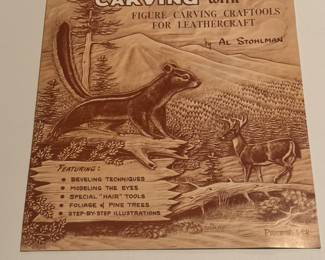 CARVING with
FIGURE CARVING CRAFTOOLS
FOR LEATHERCRAFT
by AL STOHLMAN
FEATURING:
• BEVELING TECHNIQUES
• MODELING THE EYES
• SPECIAL "HAIR" TOOLS
• FOLIAGE & PINE TREES
• STEP-BY-STEP ILLUSTRATIONS